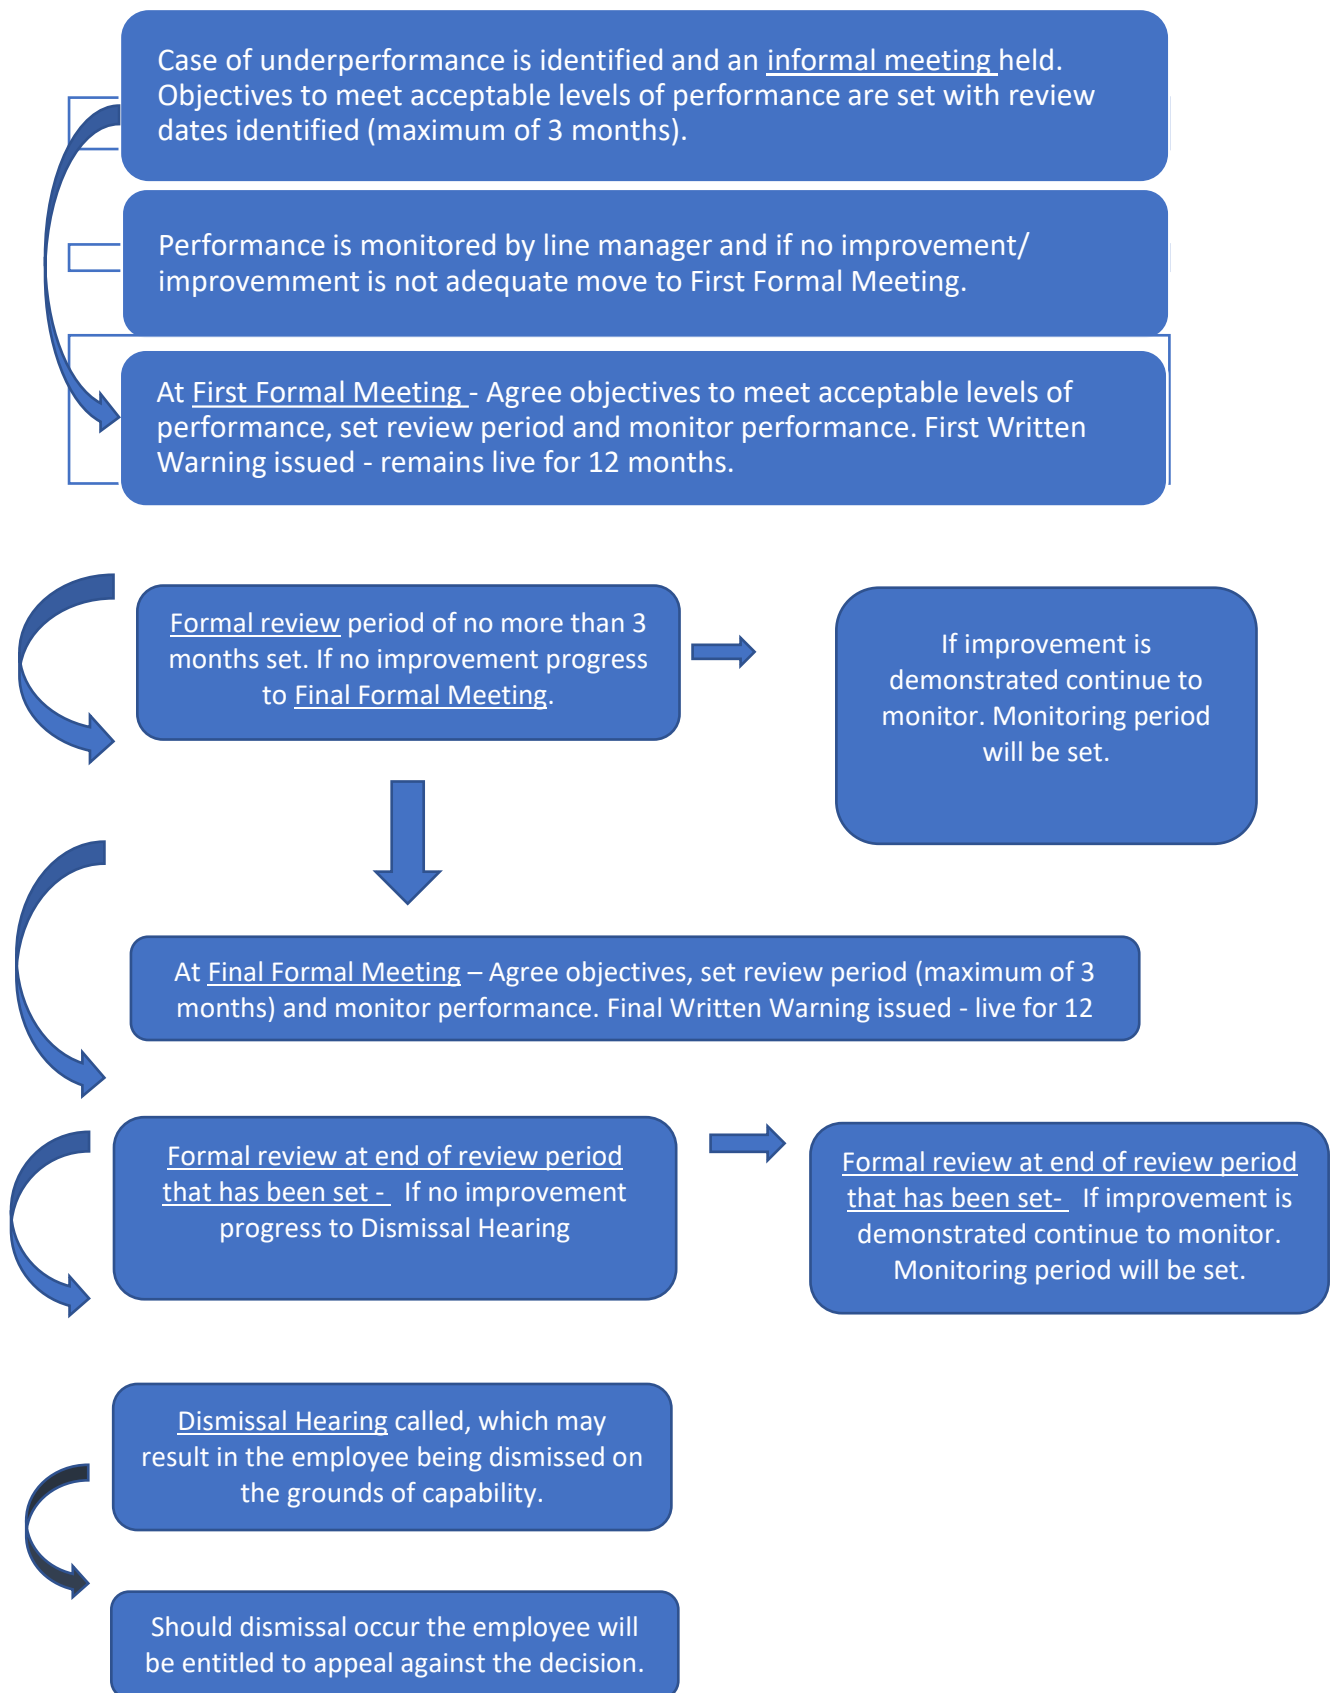 Case of underperformance is identified and an informal meeting held.
Objectives to meet acceptable levels of performance are set with review
dates identified (maximum of 3 months).
Performance is monitored by line manager and if no improvement/
improvemment is not adequate move to First Formal Meeting.
At First Formal Meeting - Agree objectives to meet acceptable levels of
performance, set review period and monitor performance. First Written
Warning issued - remains live for 12 months.
Formal review period of no more than 3
months set. If no improvement progress
to Final Formal Meeting.
If improvement is
demonstrated continue to
monitor. Monitoring period
will be set.
At Final Formal Meeting – Agree objectives, set review period (maximum of 3
months) and monitor performance. Final Written Warning issued - live for 12
Formal review at end of review period
that has been set - If no improvement
progress to Dismissal Hearing
Formal review at end of review period
that has been set- If improvement is
demonstrated continue to monitor.
Monitoring period will be set.
Dismissal Hearing called, which may
result in the employee being dismissed on
the grounds of capability.
Should dismissal occur the employee will
be entitled to appeal against the decision.